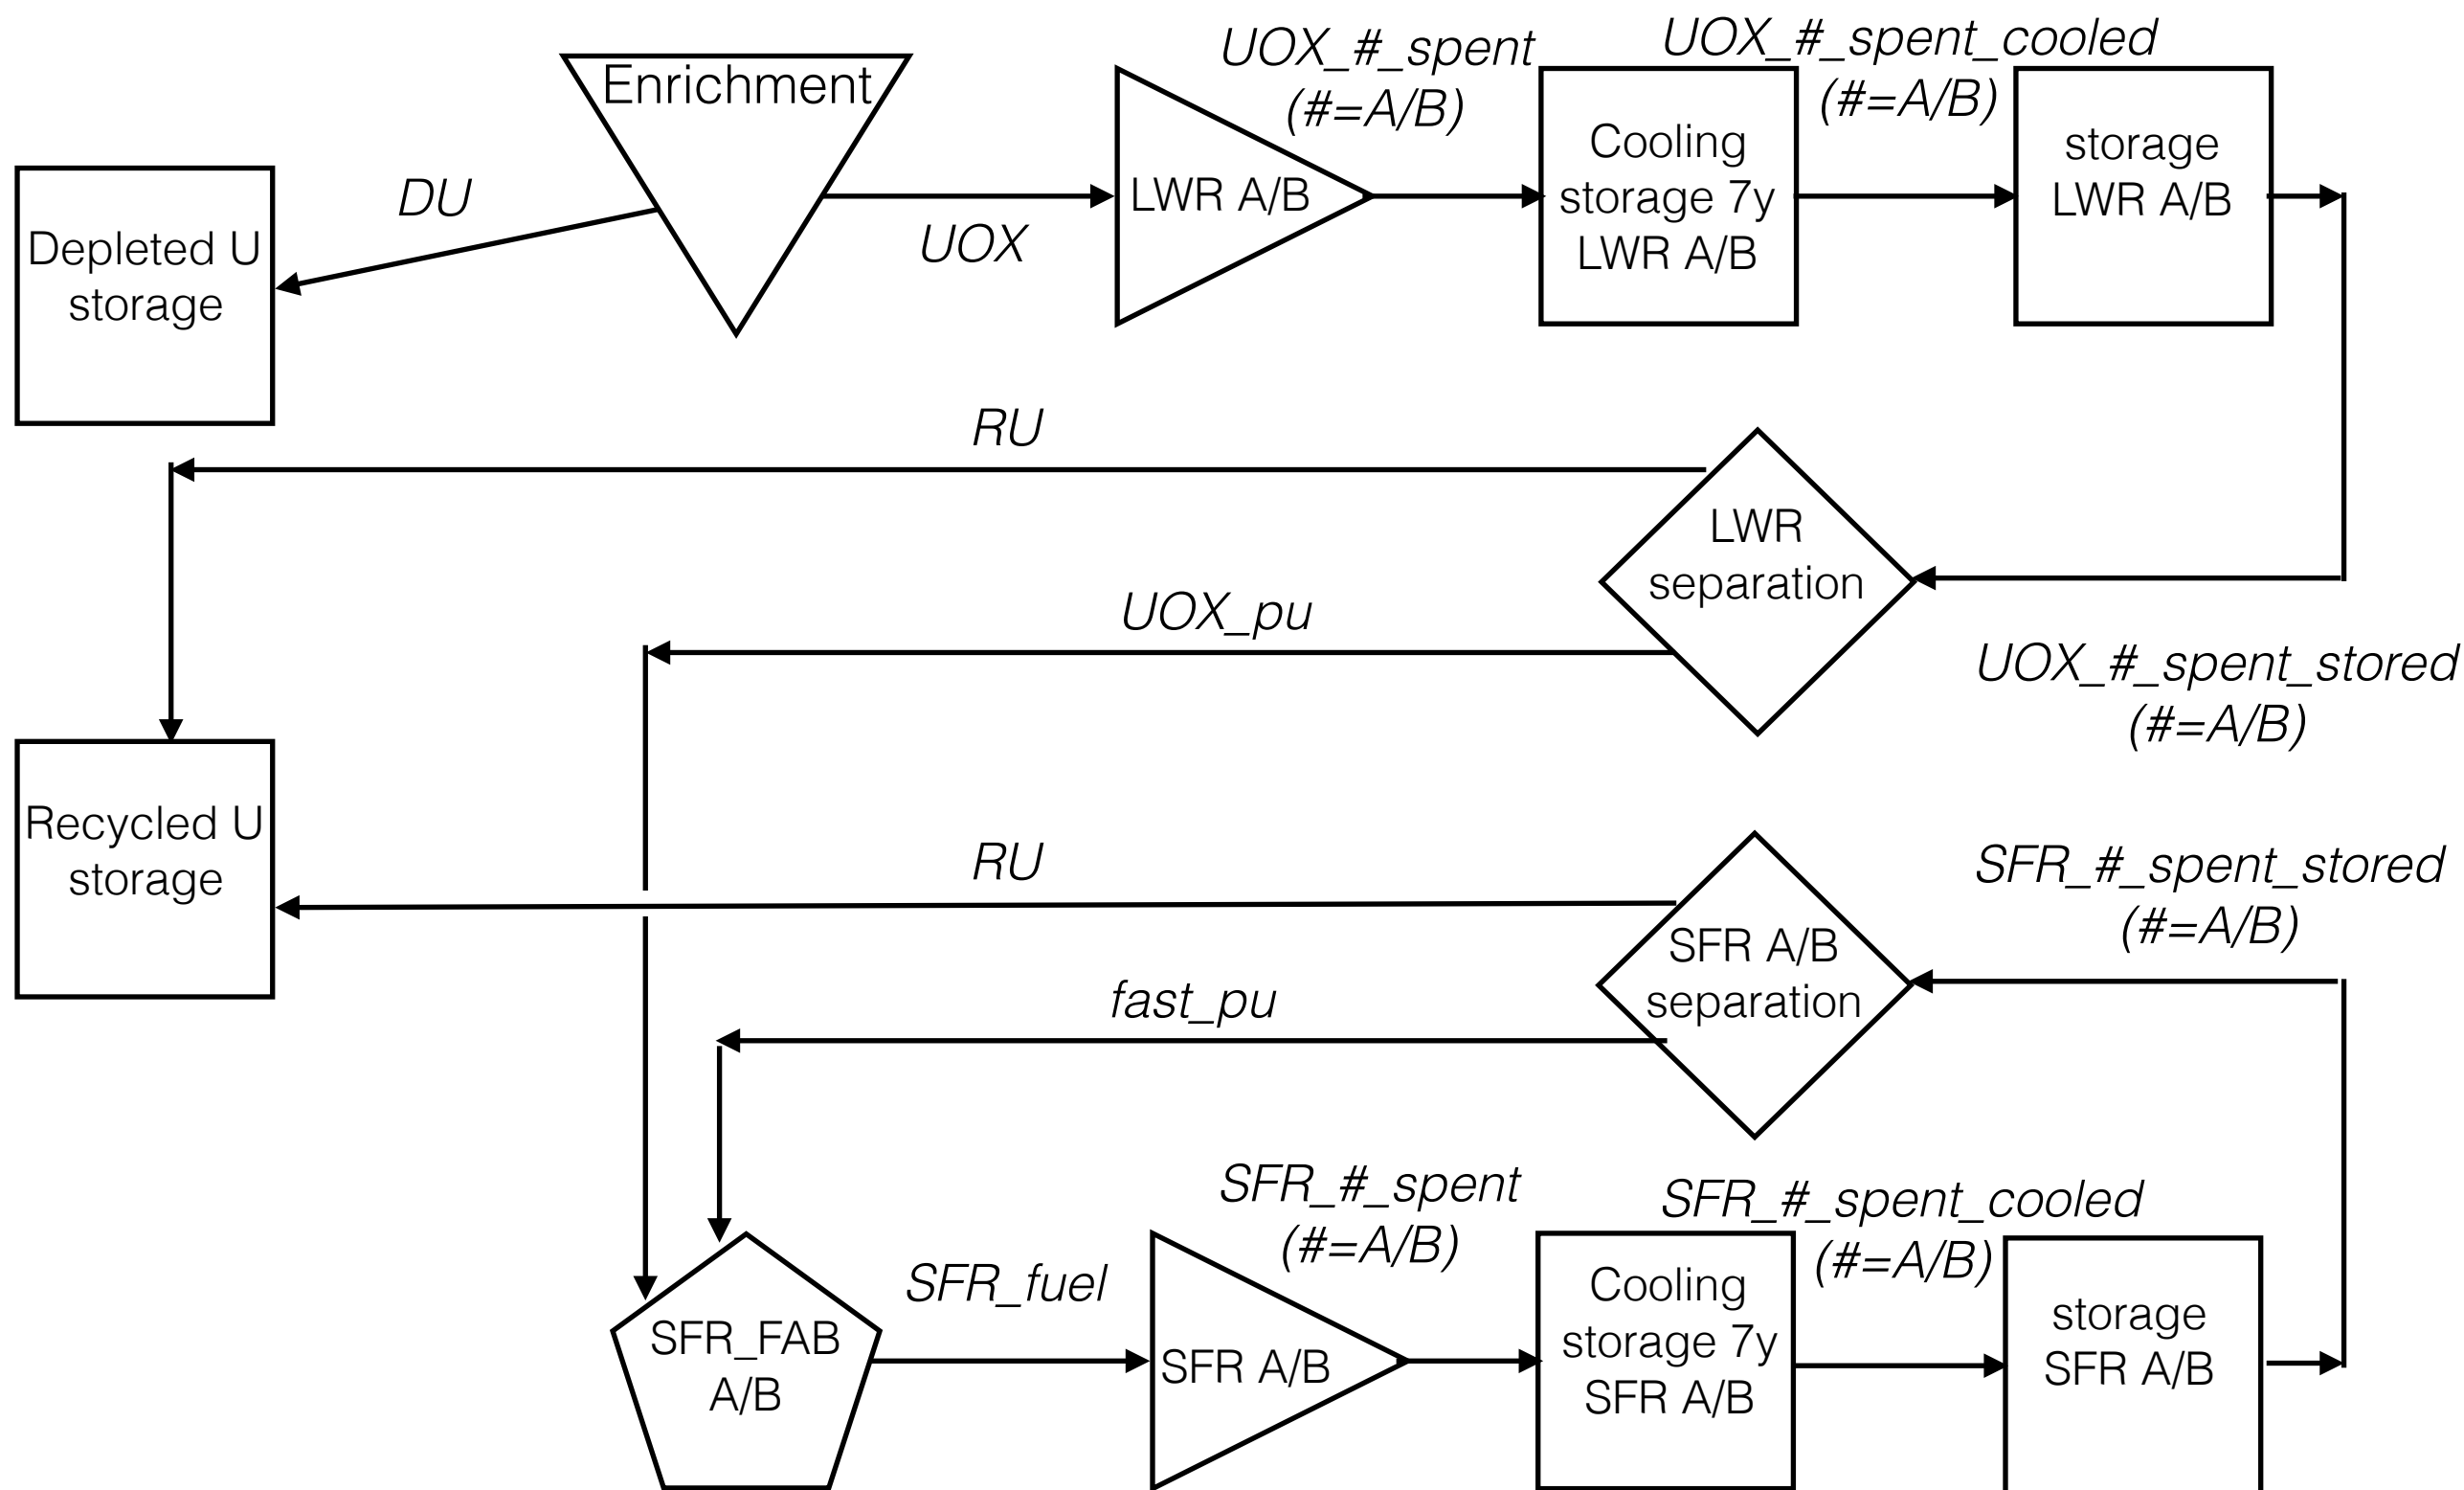 UOX_#_spent
(#=A/B)
UOX_#_spent_cooled
(#=A/B)
Enrichment
DU
Depleted U
storage
UOX
LWR A/B
Cooling
storage 7y
LWR A/B
storage
LWR A/B
RU
LWR
separation
UOX_pu
UOX_#_spent_stored
(#=A/B)
Recycled U
storage
RU
SFR A/B
separation
SFR_#_spent_stored
(#=A/B)
fast_pu
SFR_#_spent
(#=A/B)
SFR_#_spent_cooled
(#=A/B)
SFR_FAB
A/B
SFR_fuel
SFR A/B
Cooling
storage 7y
SFR A/B
storage
SFR A/B